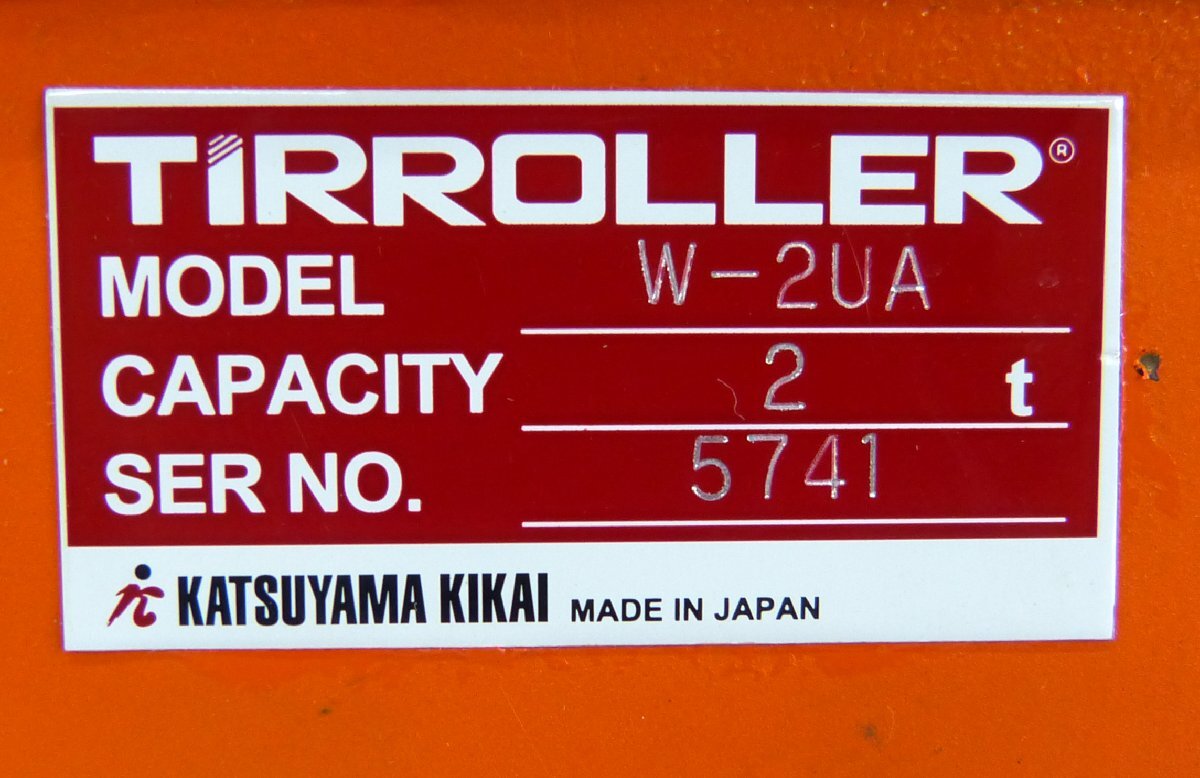 TIRROLLER®
MODEL W-2UA
CAPACITY 2 t
SER NO. 5741
KATSUYAMA KIKAI MADE IN JAPAN